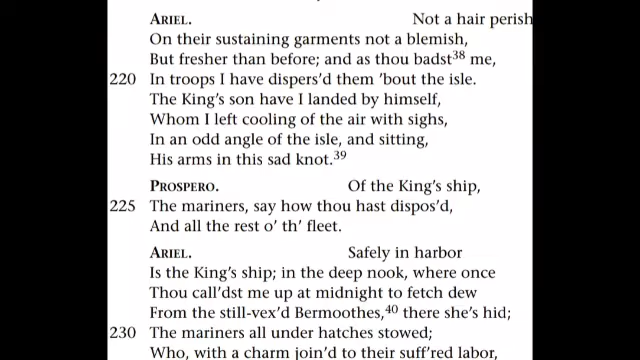 ARIEL. Not a hair perish
On their sustaining garments not a blemish,
But fresher than before; and as thou badst38 me,
220 In troops I have dispers’d them ’bout the isle.
The King’s son have I landed by himself,
Whom I left cooling of the air with sighs,
In an odd angle of the isle, and sitting,
His arms in this sad knot.39
PROSPERO. Of the King’s ship,
225 The mariners, say how thou hast dispos’d,
And all the rest o’ th’ fleet.
ARIEL. Safely in harbor
Is the King’s ship; in the deep nook, where once
Thou call’dst me up at midnight to fetch dew
From the still-vex’d Bermoothes,40 there she’s hid;
230 The mariners all under hatches stowed;
Who, with a charm join’d to their suff’red labor,